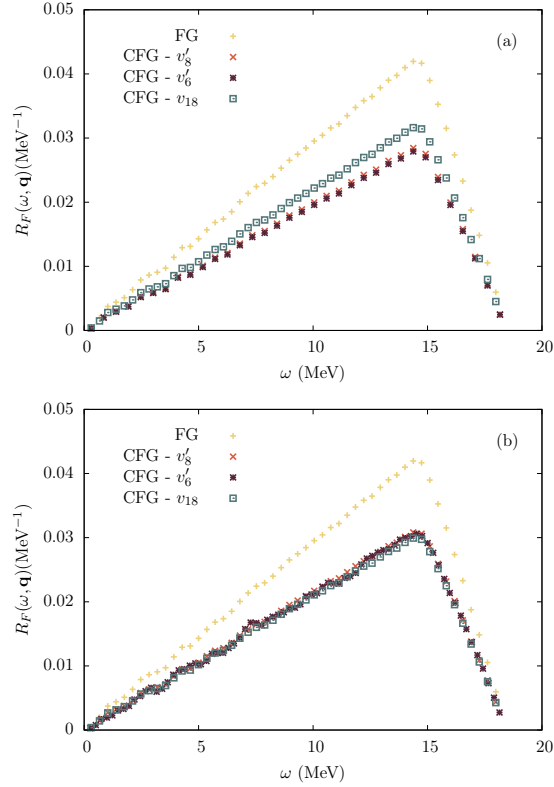 0.05
0.04
0.03
0.02
0.01
0
R_F(ω, q)(MeV⁻¹)
(a)
FG
CFG - v′₈
CFG - v′₆
CFG - v₁₈
0 5 10 15 20
ω (MeV)
0.05
0.04
0.03
0.02
0.01
0
R_F(ω, q)(MeV⁻¹)
(b)
FG
CFG - v′₈
CFG - v′₆
CFG - v₁₈
0 5 10 15 20
ω (MeV)